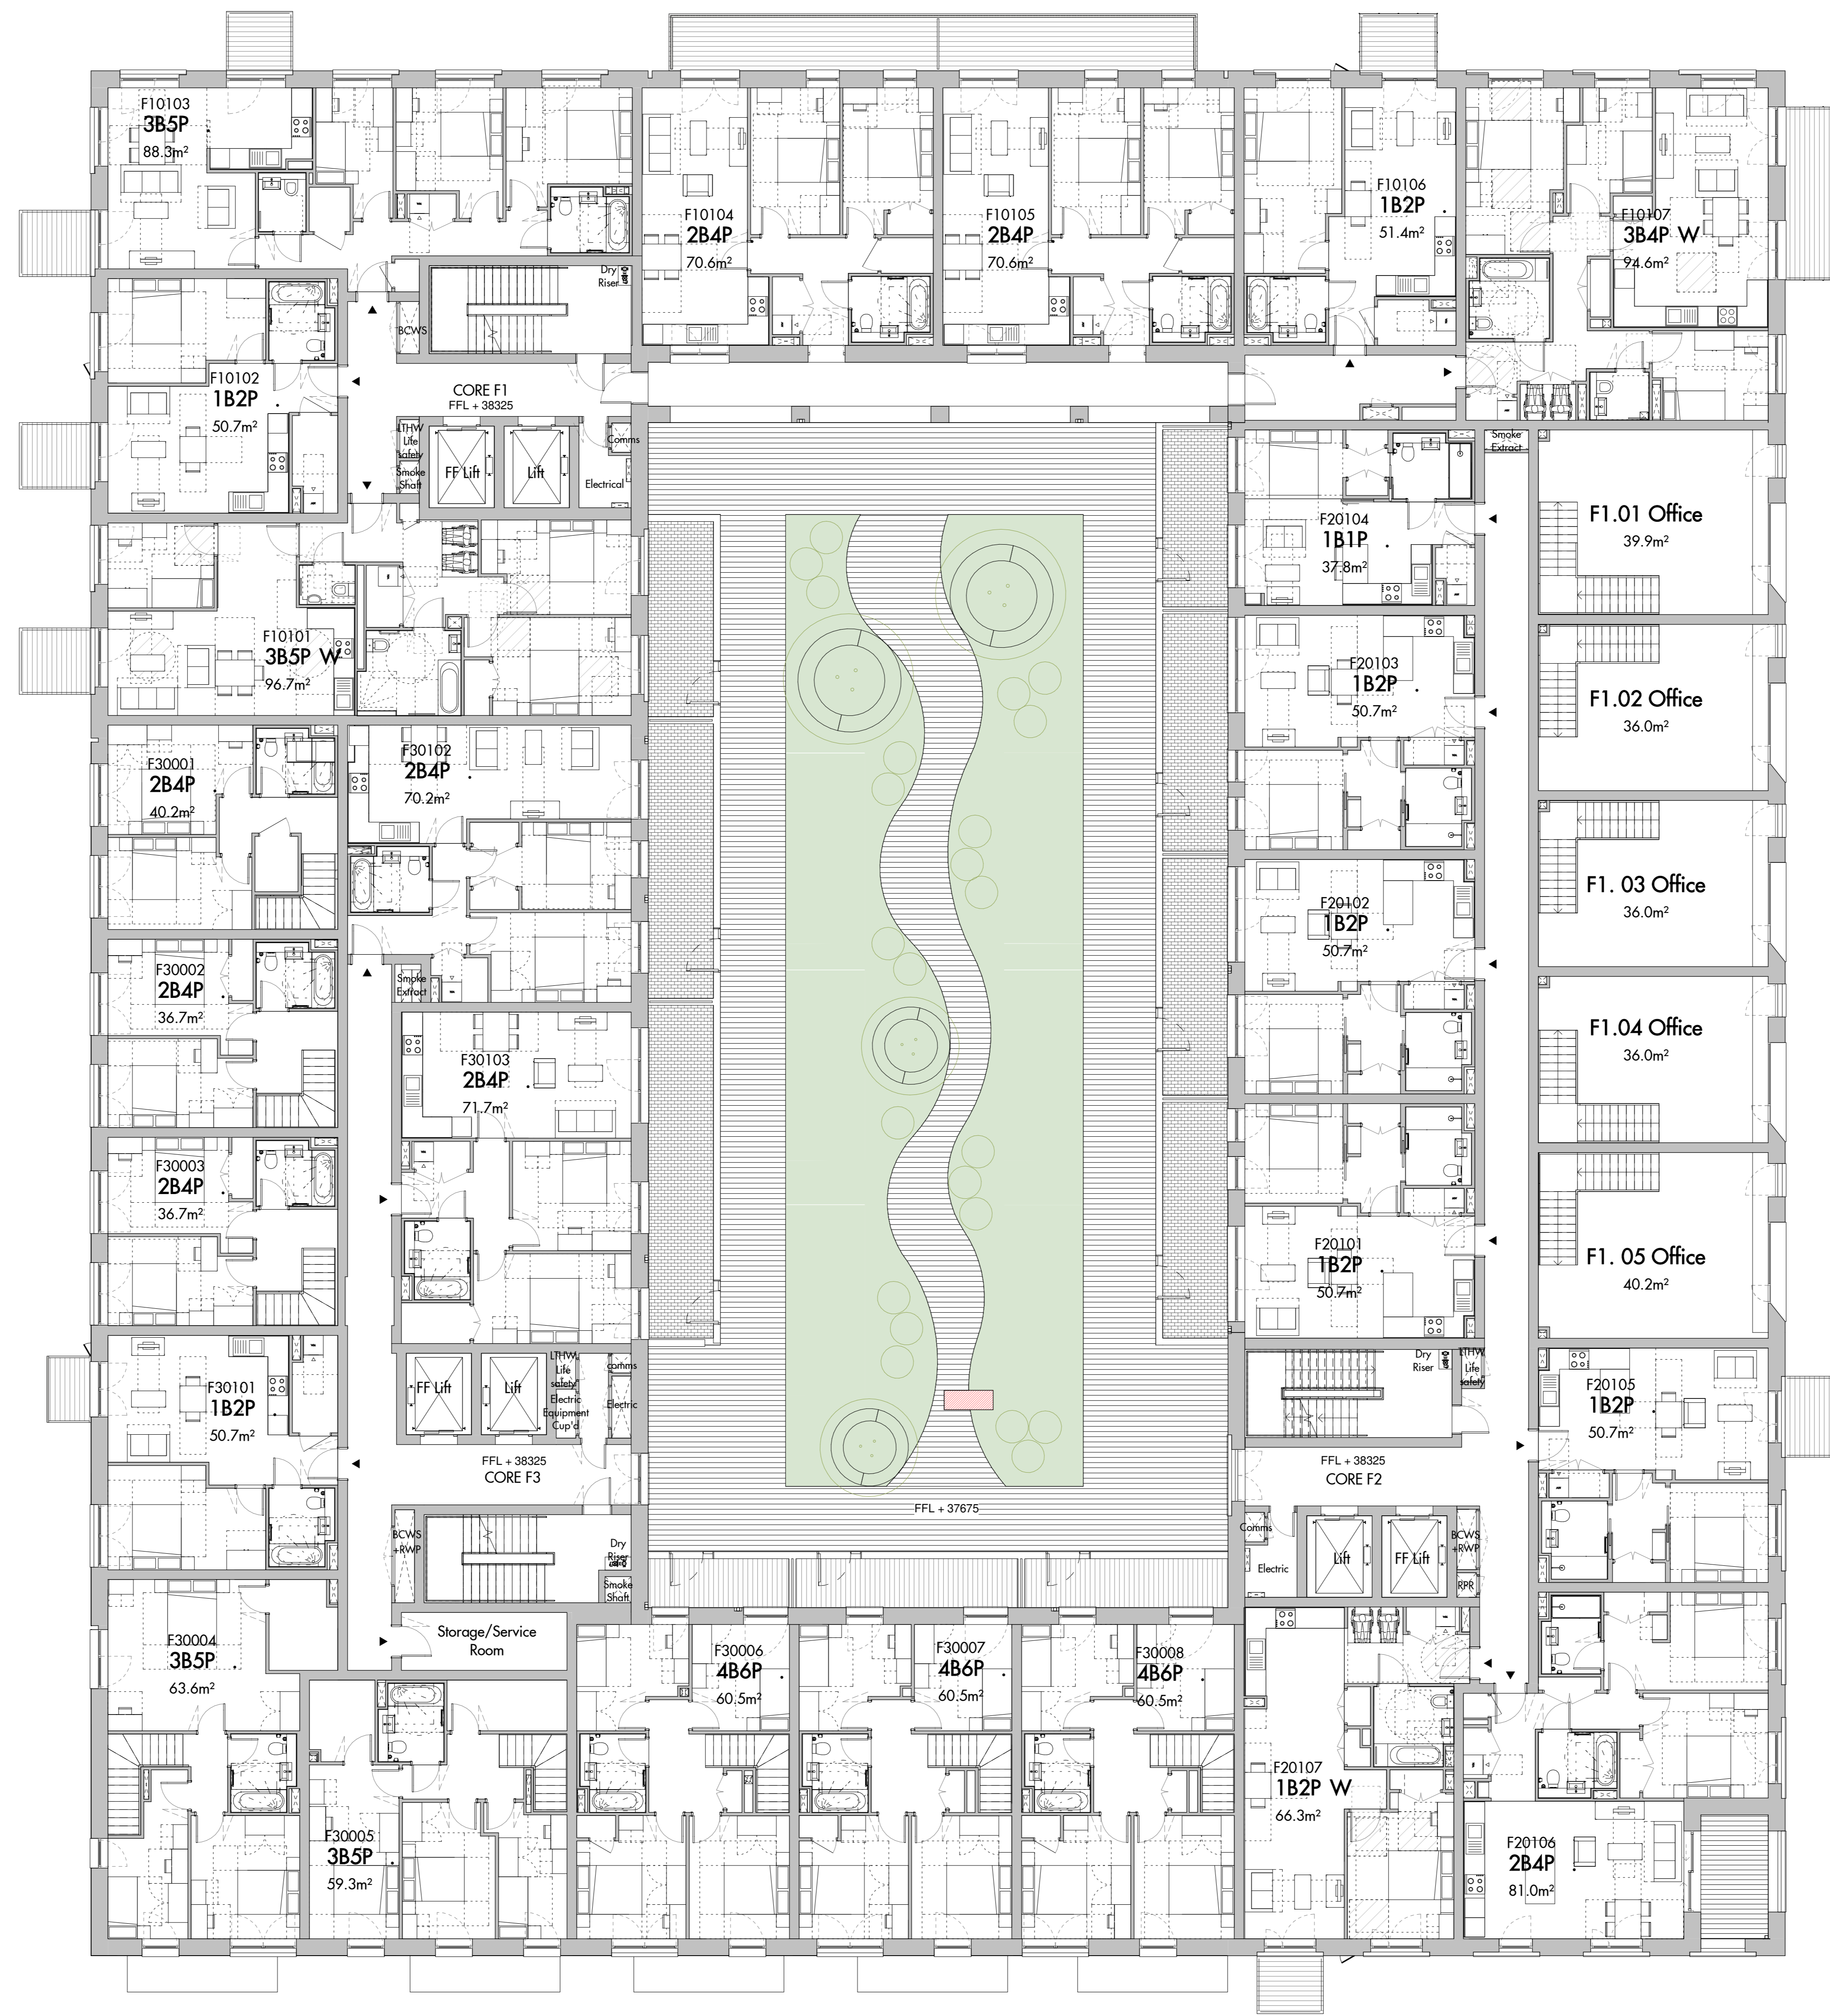 F10103
3B5P
88.3m²
F10104
2B4P
70.6m²
F10105
2B4P
70.6m²
F10106
1B2P
51.4m²
F10107
3B4P W
94.6m²
Dry
Riser
BCWS
F10102
1B2P
50.7m²
CORE F1
FFL + 38325
LTHW
Life
safety
Smoke
Shaft
FF Lift
Lift
Comms
Electrical
Smoke
Extract
F20104
1B1P
37.8m²
F1.01 Office
39.9m²
F10101
3B5P W
96.7m²
F20103
1B2P
50.7m²
F1.02 Office
36.0m²
F30001
2B4P
40.2m²
F30102
2B4P
70.2m²
F20102
1B2P
50.7m²
F1. 03 Office
36.0m²
F30002
2B4P
36.7m²
Smoke
Extract
F1.04 Office
36.0m²
F30103
2B4P
71.7m²
F30003
2B4P
36.7m²
F20101
1B2P
50.7m²
F1. 05 Office
40.2m²
F30101
1B2P
50.7m²
FF Lift
Lift
LTHW
Life
safety
Electric
Equipment
Cup'd
comms
Electric
Dry
Riser
LTHW
Life
safety
F20105
1B2P
50.7m²
FFL + 38325
CORE F3
FFL + 38325
CORE F2
FFL + 37675
BCWS
+RWP
Dry
Riser
Smoke
Shaft
Comms
Electric
Lift
FF Lift
BCWS
+RWP
RPR
Storage/Service
Room
F30004
3B5P
63.6m²
F30006
4B6P
60.5m²
F30007
4B6P
60.5m²
F30008
4B6P
60.5m²
F20107
1B2P W
66.3m²
F30005
3B5P
59.3m²
F20106
2B4P
81.0m²